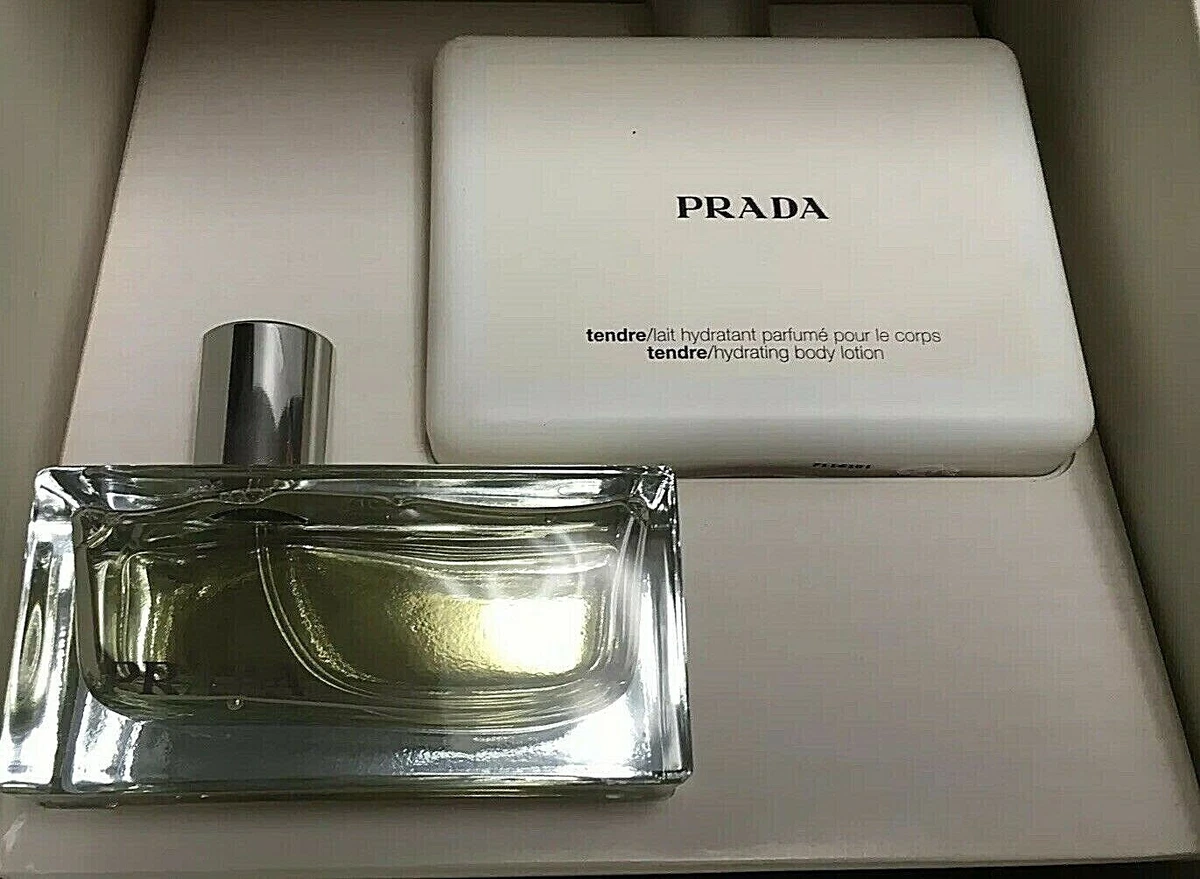 PRADA
tendre/lait hydratant parfumé pour le corps
tendre/hydrating body lotion